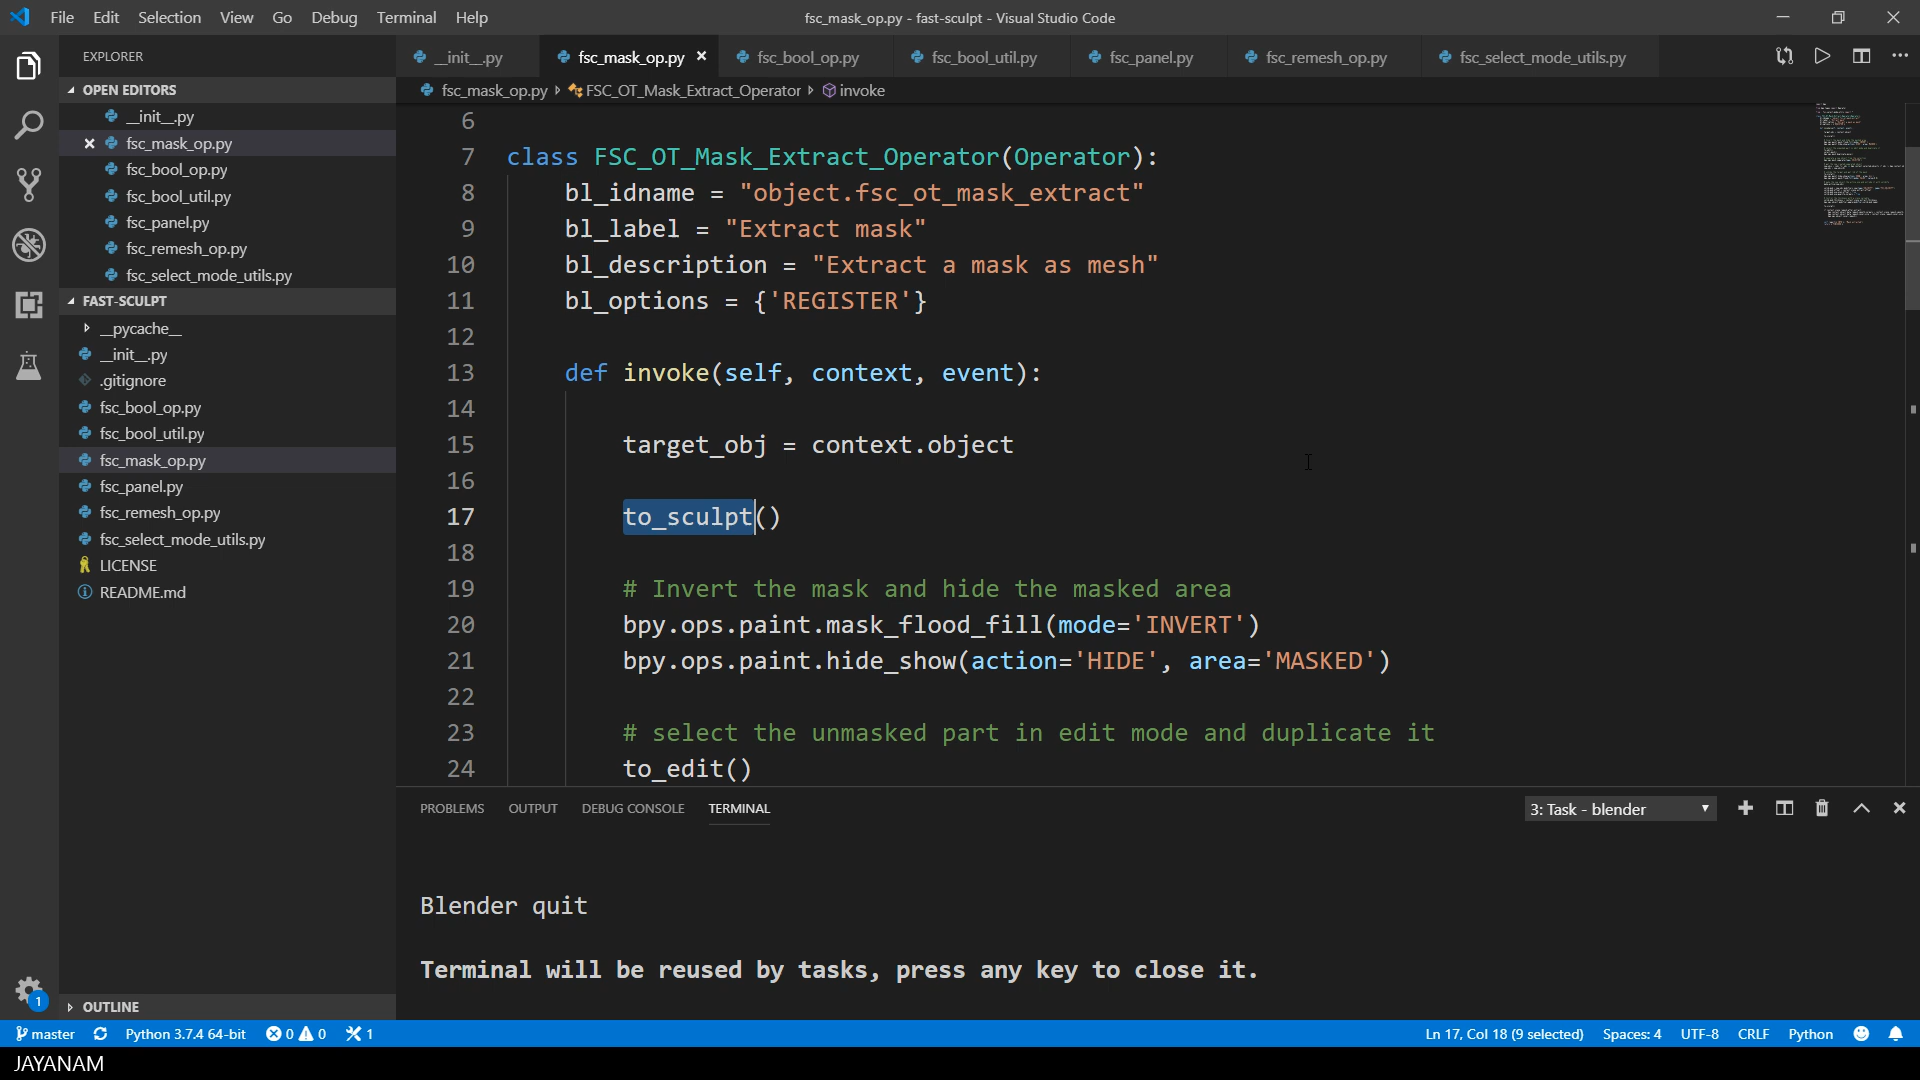 File Edit Selection View Go Debug Terminal Help
fsc_mask_op.py - fast-sculpt - Visual Studio Code
EXPLORER
OPEN EDITORS
__init__.py
fsc_mask_op.py
fsc_bool_op.py
fsc_bool_util.py
fsc_panel.py
fsc_remesh_op.py
fsc_select_mode_utils.py
FAST-SCULPT
__pycache__
__init__.py
.gitignore
fsc_bool_op.py
fsc_bool_util.py
fsc_mask_op.py
fsc_panel.py
fsc_remesh_op.py
fsc_select_mode_utils.py
LICENSE
README.md
OUTLINE
__init__.py fsc_mask_op.py fsc_bool_op.py fsc_bool_util.py fsc_panel.py fsc_remesh_op.py fsc_select_mode_utils.py
fsc_mask_op.py FSC_OT_Mask_Extract_Operator invoke
6
7 class FSC_OT_Mask_Extract_Operator(Operator):
8 bl_idname = "object.fsc_ot_mask_extract"
9 bl_label = "Extract mask"
10 bl_description = "Extract a mask as mesh"
11 bl_options = {'REGISTER'}
12
13 def invoke(self, context, event):
14
15 target_obj = context.object
16
17 to_sculpt()
18
19 # Invert the mask and hide the masked area
20 bpy.ops.paint.mask_flood_fill(mode='INVERT')
21 bpy.ops.paint.hide_show(action='HIDE', area='MASKED')
22
23 # select the unmasked part in edit mode and duplicate it
24 to_edit()
PROBLEMS OUTPUT DEBUG CONSOLE TERMINAL
3: Task - blender
Blender quit
Terminal will be reused by tasks, press any key to close it.
1
master Python 3.7.4 64-bit 0 0 1
Ln 17, Col 18 (9 selected) Spaces: 4 UTF-8 CRLF Python
JAYANAM